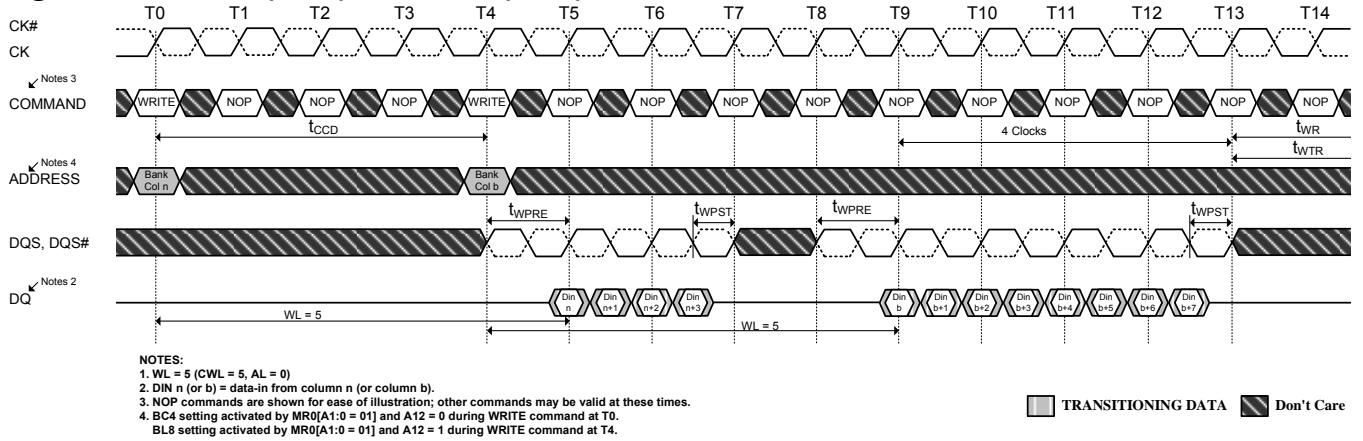 T0 T1 T2 T3 T4 T5 T6 T7 T8 T9 T10 T11 T12 T13 T14
CK#
CK
Notes 3
COMMAND WRITE NOP NOP NOP WRITE NOP NOP NOP NOP NOP NOP NOP NOP NOP NOP
tCCD 4 Clocks tWR
tWTR
Notes 4
ADDRESS Bank Col n Bank Col b
tWPRE tWPST tWPRE tWPST
DQS, DQS#
Notes 2
DQ Din n Din n+1 Din n+2 Din n+3 Din b Din b+1 Din b+2 Din b+3 Din b+4 Din b+5 Din b+6 Din b+7
WL = 5 WL = 5
NOTES:
1. WL = 5 (CWL = 5, AL = 0)
2. DIN n (or b) = data-in from column n (or column b).
3. NOP commands are shown for ease of illustration; other commands may be valid at these times.
4. BC4 setting activated by MR0[A1:0 = 01] and A12 = 0 during WRITE command at T0.
BL8 setting activated by MR0[A1:0 = 01] and A12 = 1 during WRITE command at T4.
TRANSITIONING DATA Don't Care